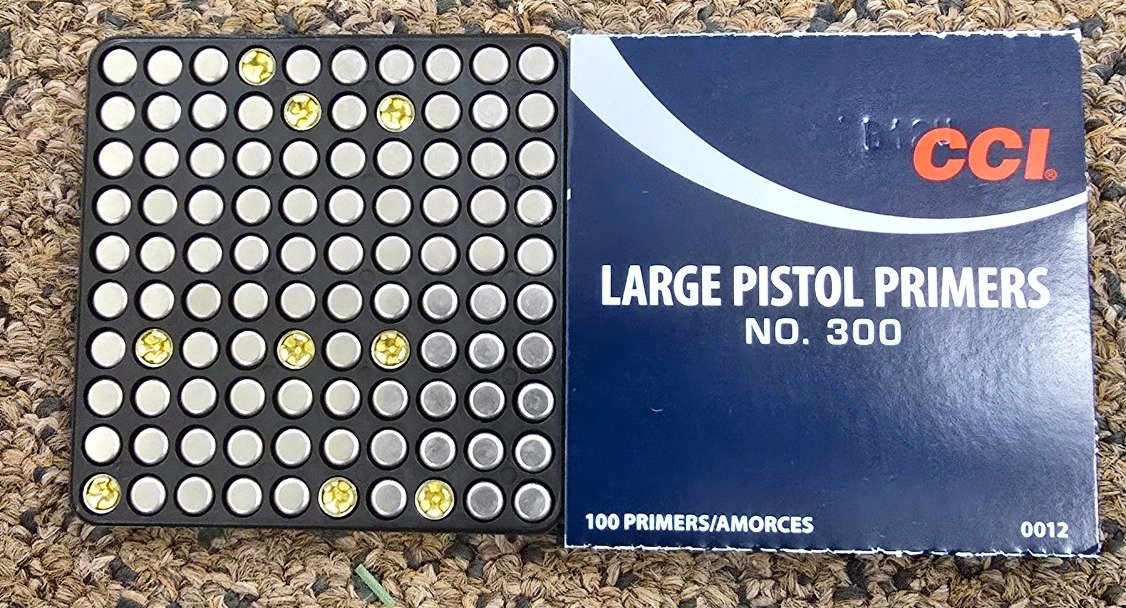 CCI®
LARGE PISTOL PRIMERS
NO. 300
100 PRIMERS/AMORCES
0012